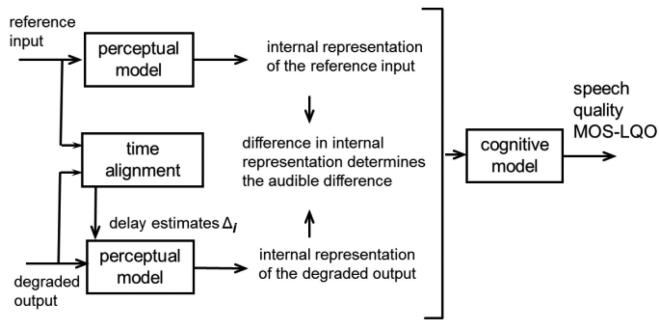 reference
input
perceptual
model
internal representation
of the reference input
time
alignment
difference in internal
representation determines
the audible difference
cognitive
model
speech
quality
MOS-LQO
delay estimates Δi
degraded
output
perceptual
model
internal representation
of the degraded output